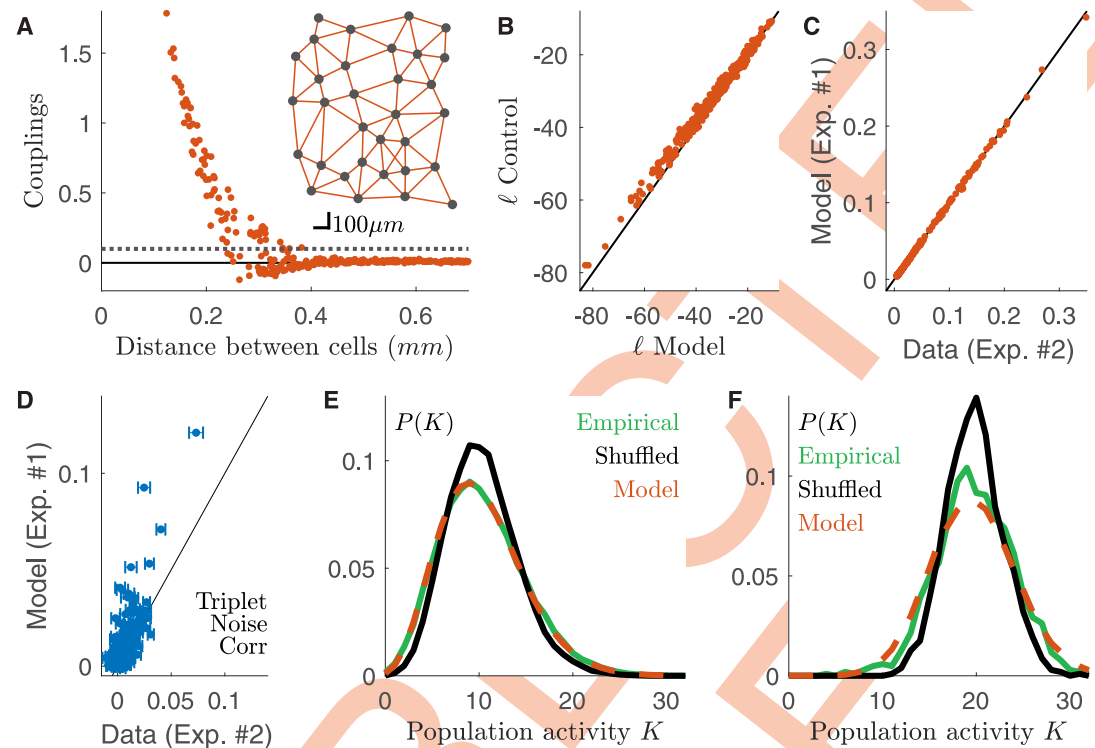 A
Couplings
1.5
1
0.5
0
0
0.2
0.4
0.6
Distance between cells (mm)
100μm
B
ℓ Control
-20
-40
-60
-80
-80
-60
-40
-20
ℓ Model
C
Model (Exp. #1)
0.3
0.2
0.1
0
0
0.1
0.2
0.3
Data (Exp. #2)
D
Model (Exp. #1)
0.1
0
0
0.05
0.1
Data (Exp. #2)
Triplet
Noise
Corr
E
P(K)
Empirical
Shuffled
Model
0.1
0.05
0
0
10
20
30
Population activity K
F
P(K)
Empirical
Shuffled
Model
0.1
0.05
0
0
10
20
30
Population activity K